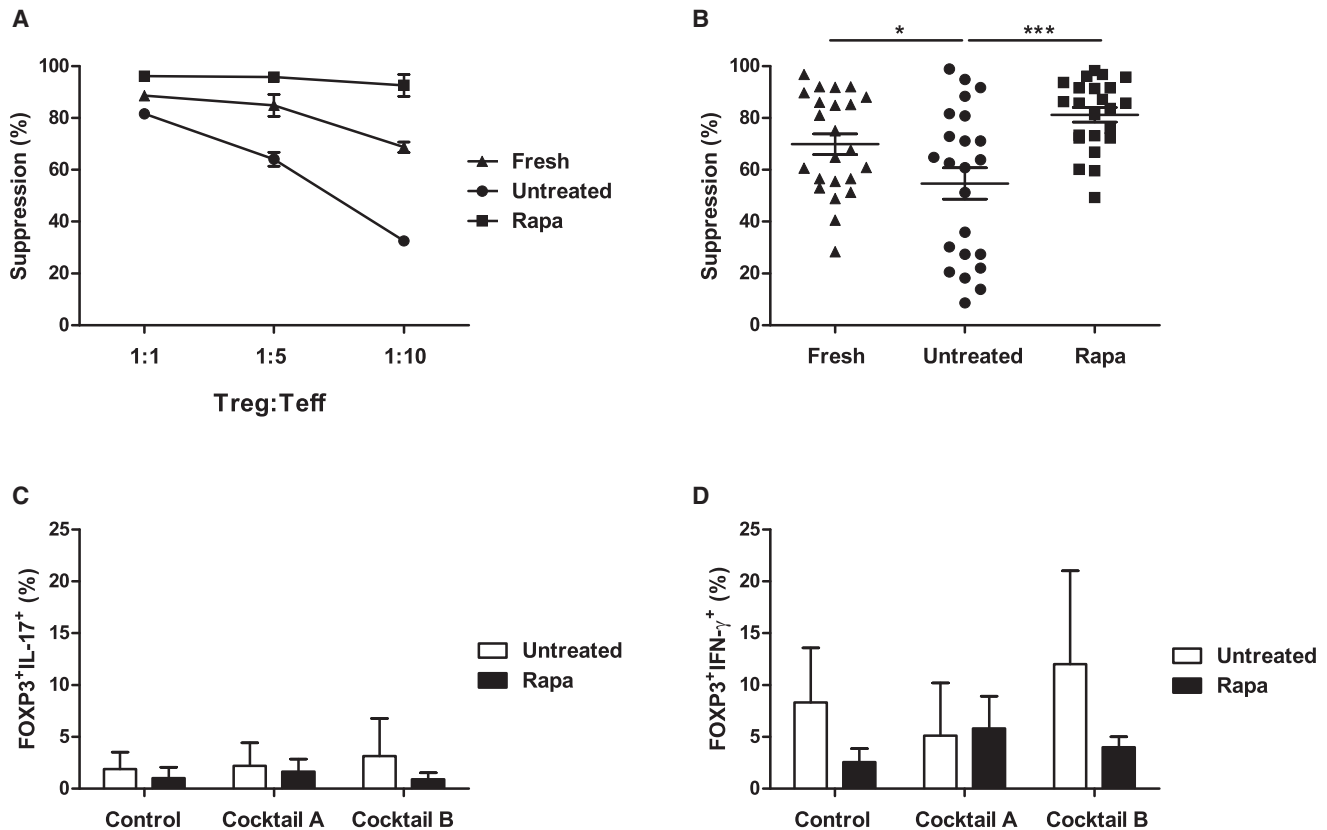 A
Suppression (%)
100
80
60
40
20
0
1:1 1:5 1:10
Treg:Teff
Fresh
Untreated
Rapa
B
* ***
Suppression (%)
100
80
60
40
20
0
Fresh Untreated Rapa
C
FOXP3⁺IL-17⁺ (%)
25
20
15
10
5
0
Control Cocktail A Cocktail B
Untreated
Rapa
D
FOXP3⁺IFN-γ⁺ (%)
25
20
15
10
5
0
Control Cocktail A Cocktail B
Untreated
Rapa